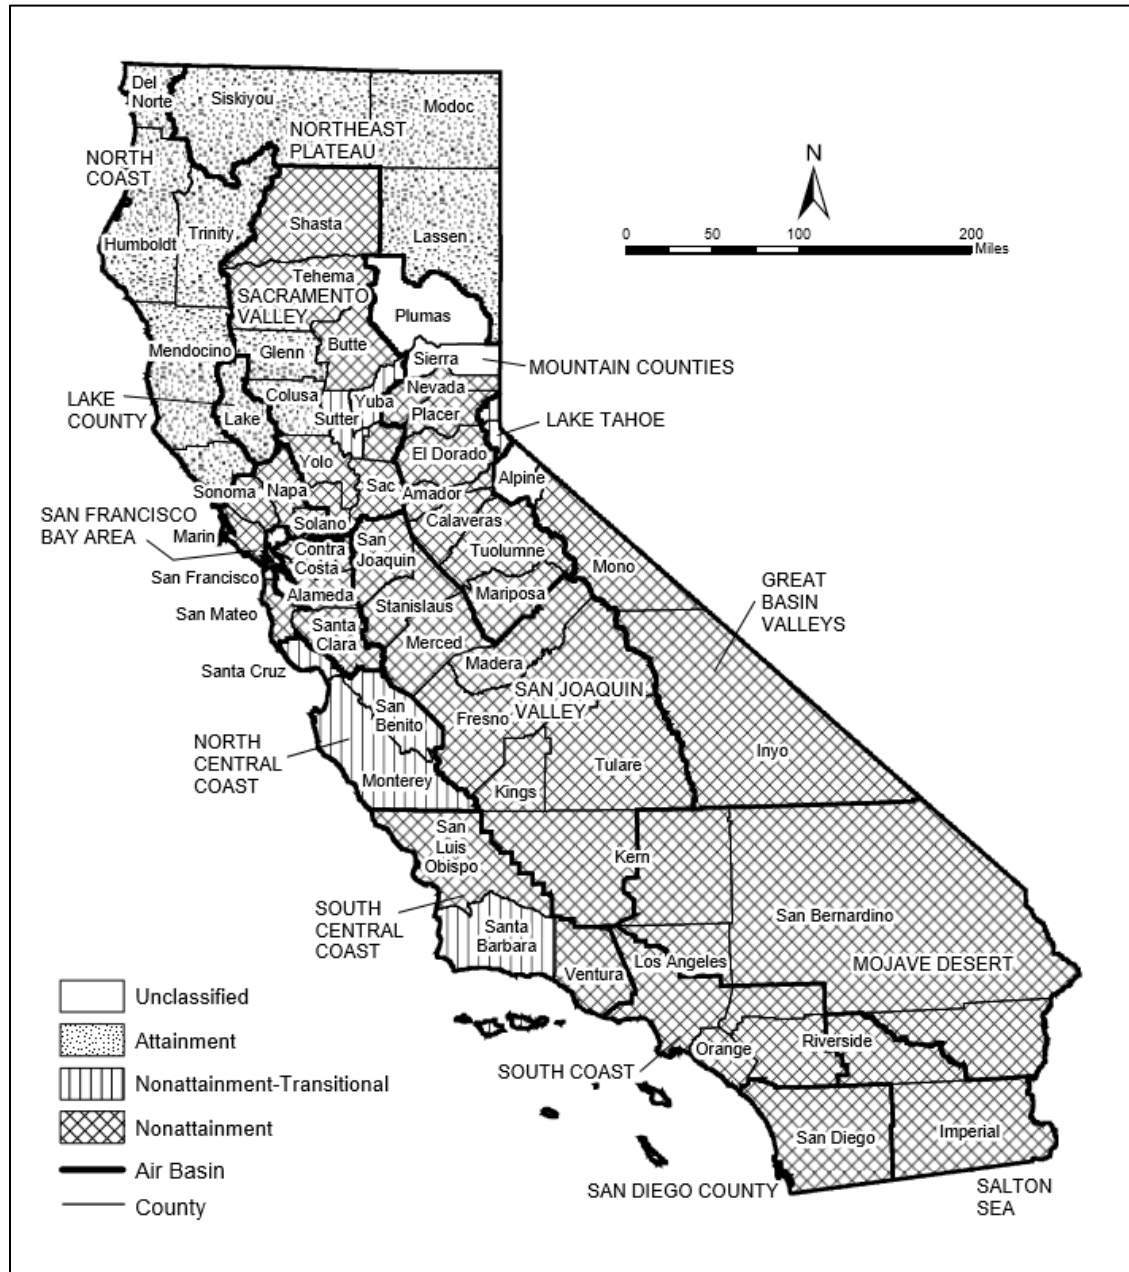 Del
Norte
Siskiyou
Modoc
NORTHEAST
PLATEAU
NORTH
COAST
N
Shasta
Trinity
Humboldt
Lassen
0 50 100 200
Miles
Tehema
SACRAMENTO
VALLEY
Plumas
Butte
Mendocino
Glenn
Sierra
MOUNTAIN COUNTIES
Nevada
Colusa
Yuba
LAKE
COUNTY
Lake
Sutter
Placer
LAKE TAHOE
El Dorado
Yolo
Alpine
Sonoma
Napa
Sac
Amador
SAN FRANCISCO
BAY AREA
Marin
Solano
Calaveras
San
Joaquin
Contra
Costa
Tuolumne
Mono
San Francisco
GREAT
BASIN
VALLEYS
Alameda
Mariposa
Stanislaus
San Mateo
Santa
Clara
Merced
Madera
Santa Cruz
SAN JOAQUIN
VALLEY
San
Benito
Fresno
NORTH
CENTRAL
COAST
Inyo
Tulare
Monterey
Kings
San
Luis
Obispo
Kern
SOUTH
CENTRAL
COAST
San Bernardino
Santa
Barbara
Los Angeles
MOJAVE DESERT
Ventura
Riverside
Orange
SOUTH COAST
San Diego
Imperial
SAN DIEGO COUNTY
SALTON
SEA
Unclassified
Attainment
Nonattainment-Transitional
Nonattainment
Air Basin
County